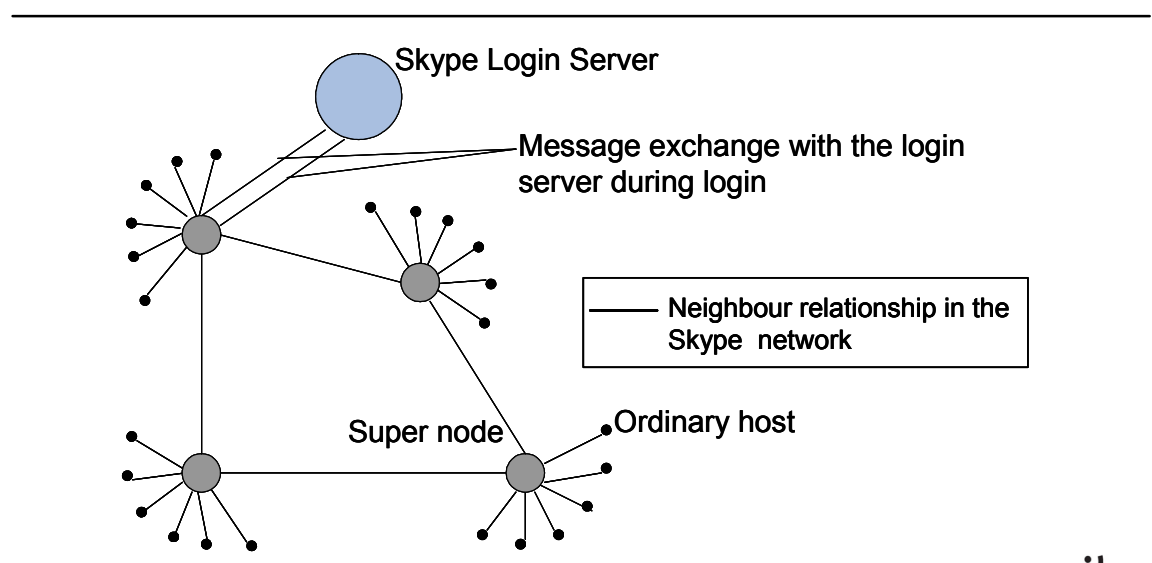 Skype Login Server
Message exchange with the login
server during login
Neighbour relationship in the
Skype network
Super node
Ordinary host